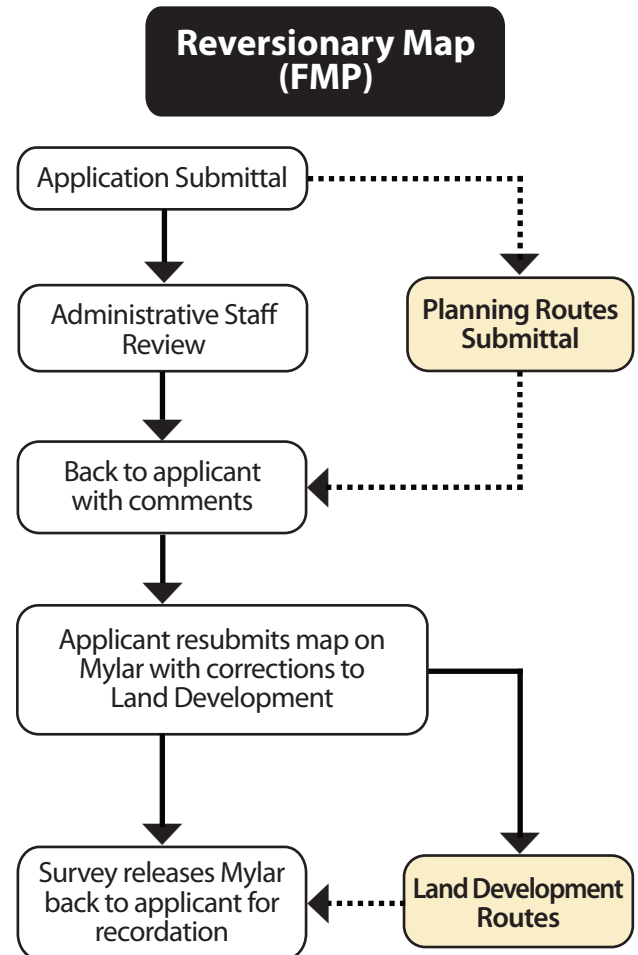 Reversionary Map
(FMP)
Application Submittal
Administrative Staff
Review
Planning Routes
Submittal
Back to applicant
with comments
Applicant resubmits map on
Mylar with corrections to
Land Development
Survey releases Mylar
back to applicant for
recordation
Land Development
Routes